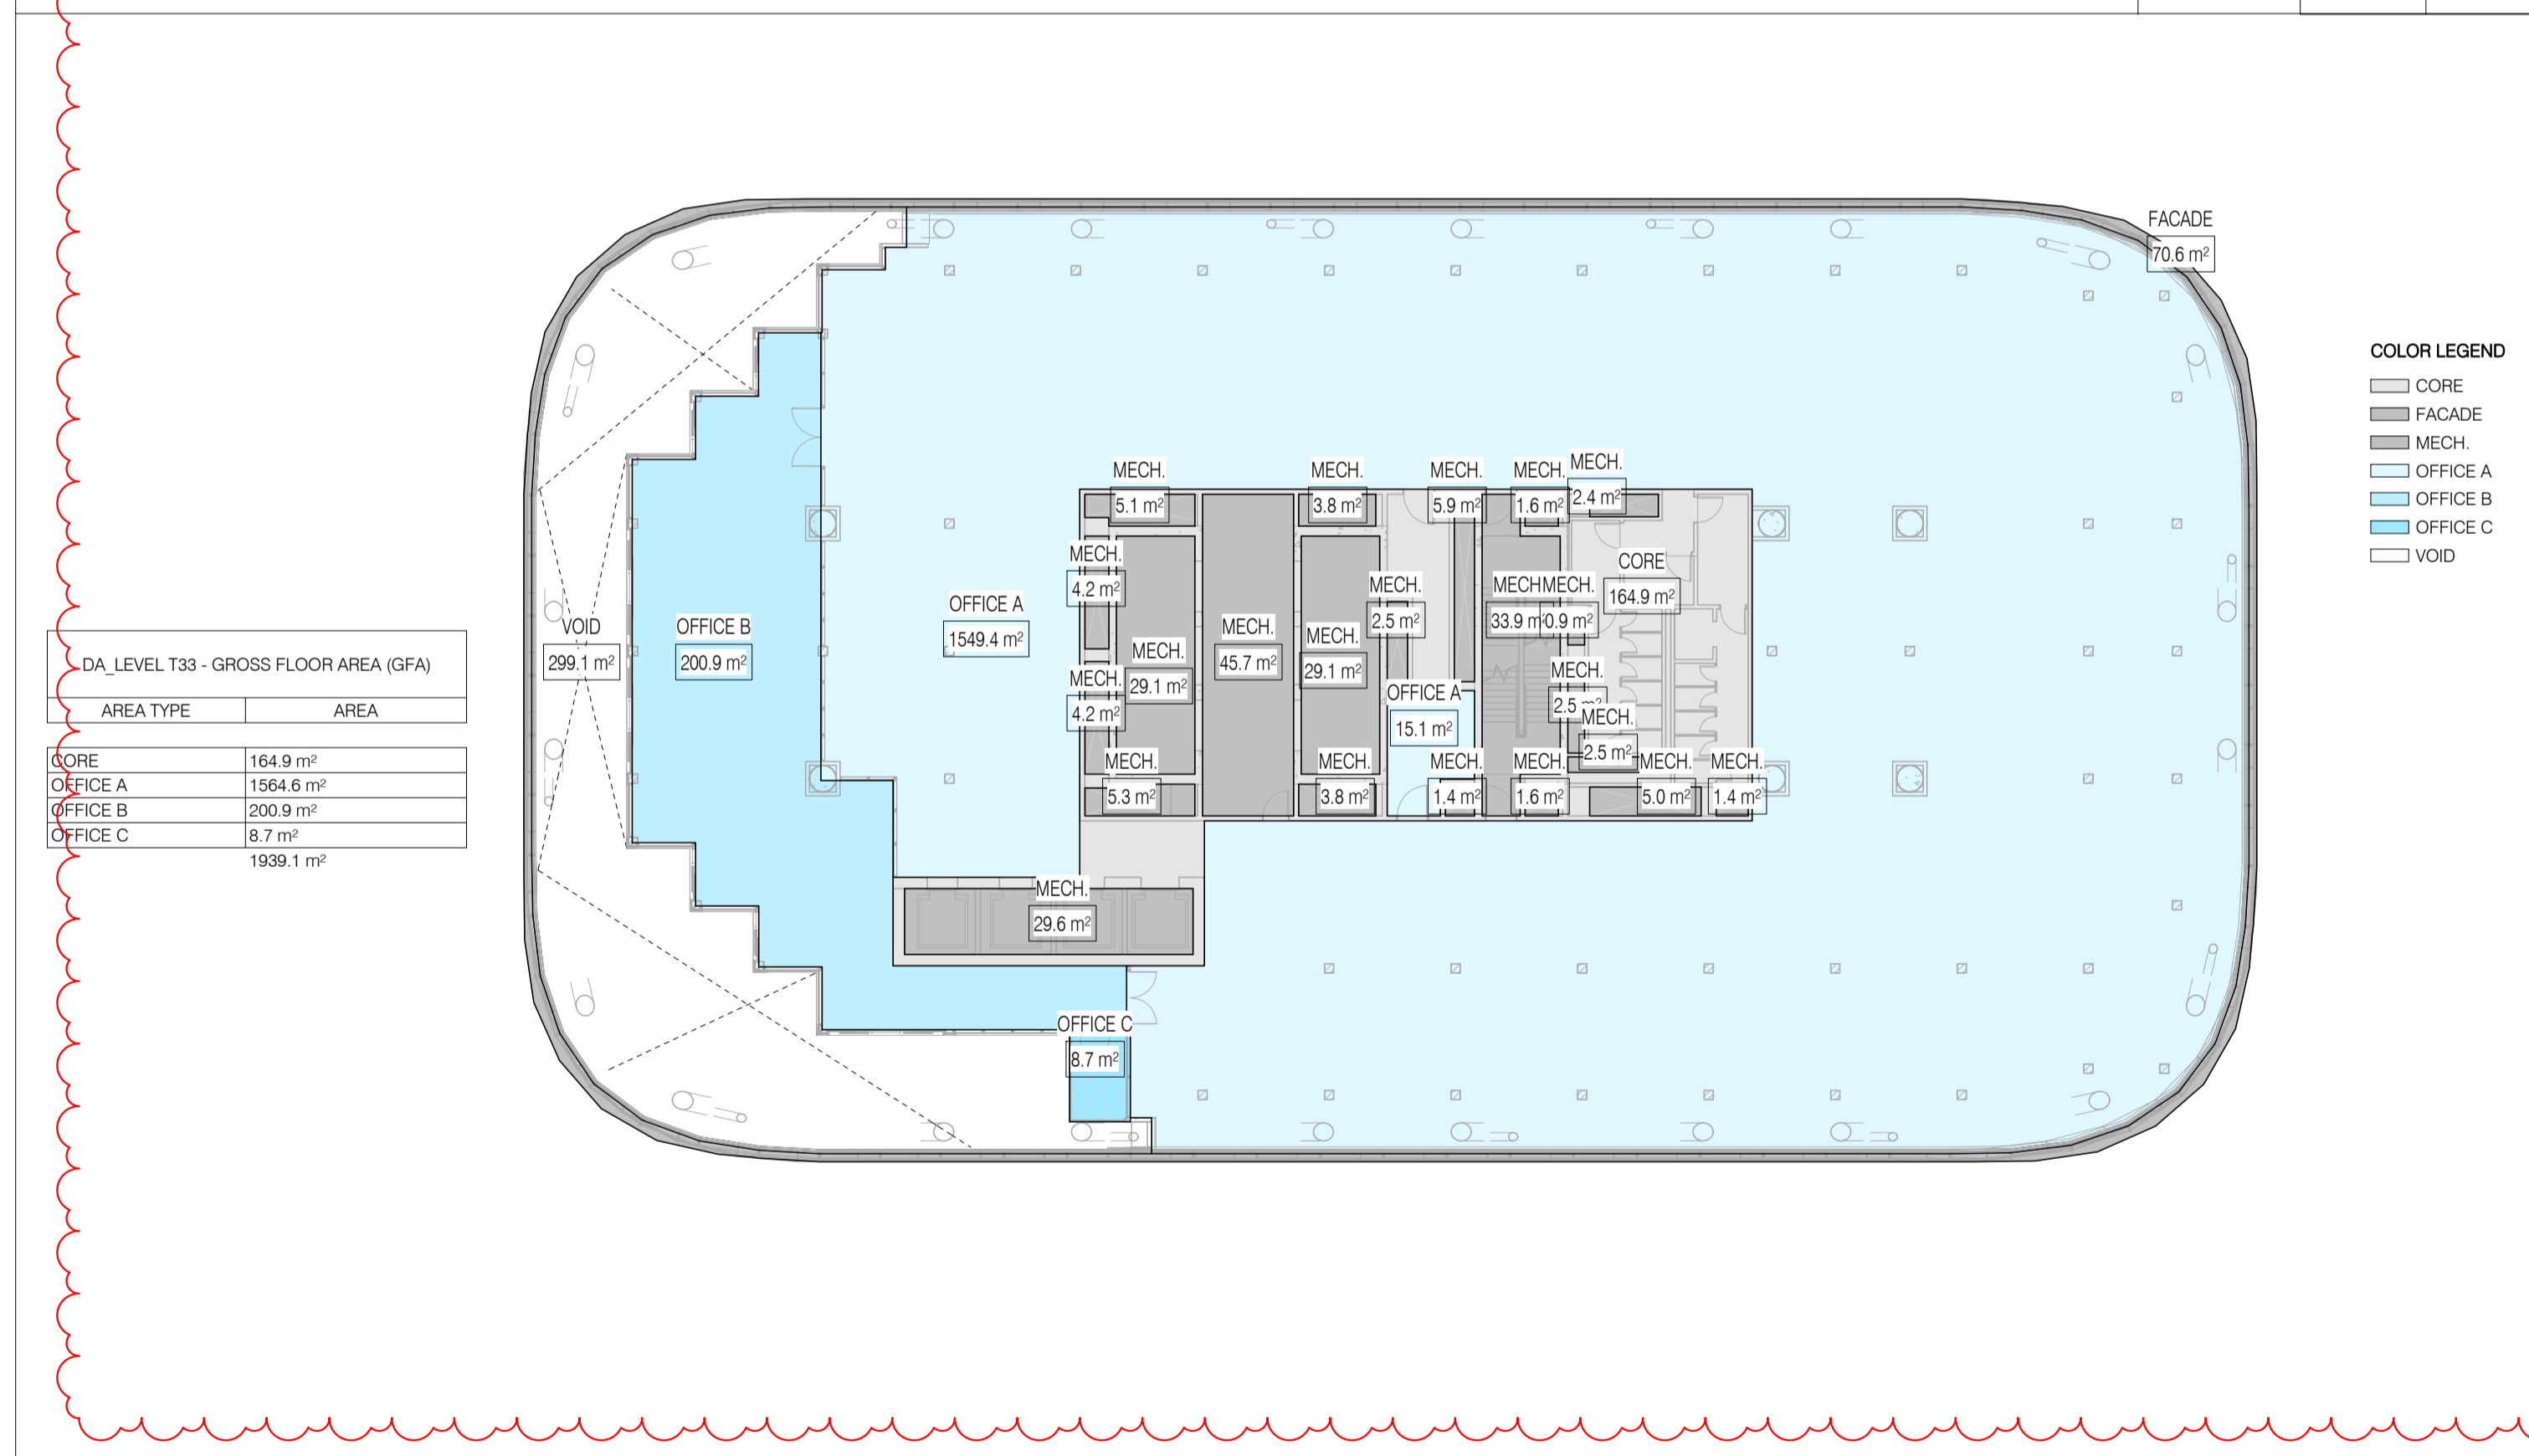 FACADE
70.6 m²
COLOR LEGEND
CORE
FACADE
MECH.
OFFICE A
OFFICE B
OFFICE C
VOID
MECH.
5.1 m²
MECH.
3.8 m²
MECH.
5.9 m²
MECH.
1.6 m²
MECH.
2.4 m²
MECH.
4.2 m²
MECH.
2.5 m²
MECH.
33.9 m²
MECH.
0.9 m²
CORE
164.9 m²
OFFICE A
1549.4 m²
VOID
299.1 m²
OFFICE B
200.9 m²
MECH.
29.1 m²
MECH.
45.7 m²
MECH.
29.1 m²
MECH.
4.2 m²
OFFICE A
15.1 m²
MECH.
2.5 m²
MECH.
2.5 m²
MECH.
5.3 m²
MECH.
3.8 m²
MECH.
1.4 m²
MECH.
1.6 m²
MECH.
5.0 m²
MECH.
1.4 m²
MECH.
29.6 m²
OFFICE C
8.7 m²
DA_LEVEL T33 - GROSS FLOOR AREA (GFA)
AREA TYPE AREA
CORE 164.9 m²
OFFICE A 1564.6 m²
OFFICE B 200.9 m²
OFFICE C 8.7 m²
1939.1 m²